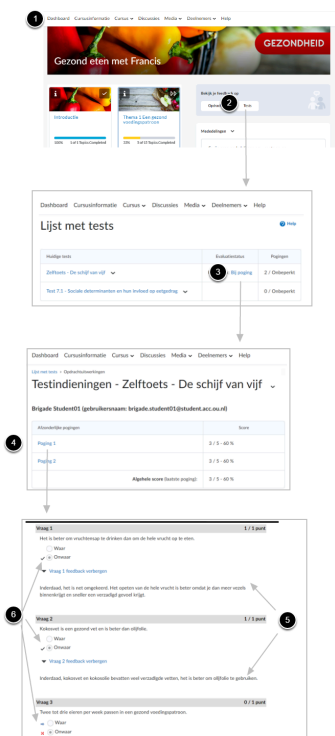 1
Dashboard Cursusinformatie Cursus Discussies Media Deelnemers Help
GEZONDHEID
Gezond eten met Francis
Bekijk je feedback op:
2
Introductie
Thema 1 Een gezond voedingspatroon
Mededelingen
Dashboard Cursusinformatie Cursus Discussies Media Deelnemers Help
Lijst met tests
Help
Huidige tests Evaluatiestatus Pogingen
Zelftoets - De schijf van vijf 3 Bij poging 2 / Onbeperkt
Test 7.1 - Sociale determinanten en hun invloed op eetgedrag 0 / Onbeperkt
Dashboard Cursusinformatie Cursus Discussies Media Deelnemers Help
Lijst met tests > Opdrachtuitwerkingen
Testindieningen - Zelftoets - De schijf van vijf
Brigade Student01 (gebruikersnaam: brigade.student01@student.acc.ou.nl)
Afzonderlijke pogingen Score
4 Poging 1 3 / 5 - 60 %
Poging 2 3 / 5 - 60 %
Algehele score (laatste poging) 3 / 5 - 60 %
Vraag 1 1 / 1 punt
Het is beter om vruchtensap te drinken dan om de hele vrucht op te eten.
Waar
Onwaar
Vraag 1 feedback verbergen
Inderdaad, het is net omgekeerd. Het opeten van de hele vrucht is beter omdat je dan meer vezels
binnenkrijgt en sneller een verzadigd gevoel krijgt.
6
5
Vraag 2 1 / 1 punt
Kokosvet is een gezond vet en is beter dan olijfolie.
Waar
Onwaar
Vraag 2 feedback verbergen
Inderdaad, kokosvet en kokosolie bevatten veel verzadigde vetten, het is beter om olijfolie te gebruiken.
Vraag 3 0 / 1 punt
Twee tot drie eieren per week passen in een gezond voedingspatroon.
Waar
Onwaar